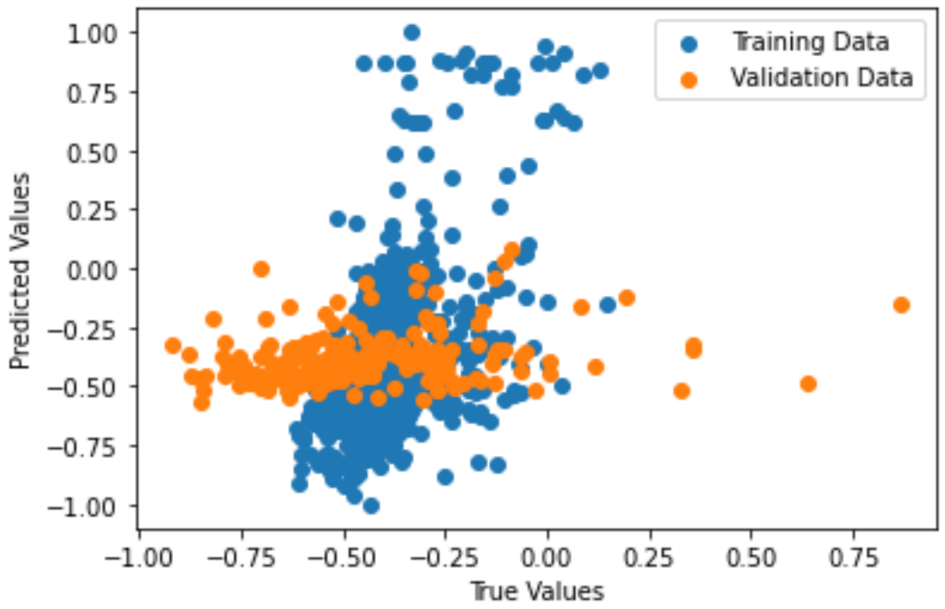 1.00
0.75
0.50
0.25
0.00
−0.25
−0.50
−0.75
−1.00
Predicted Values
Training Data
Validation Data
−1.00 −0.75 −0.50 −0.25 0.00 0.25 0.50 0.75
True Values